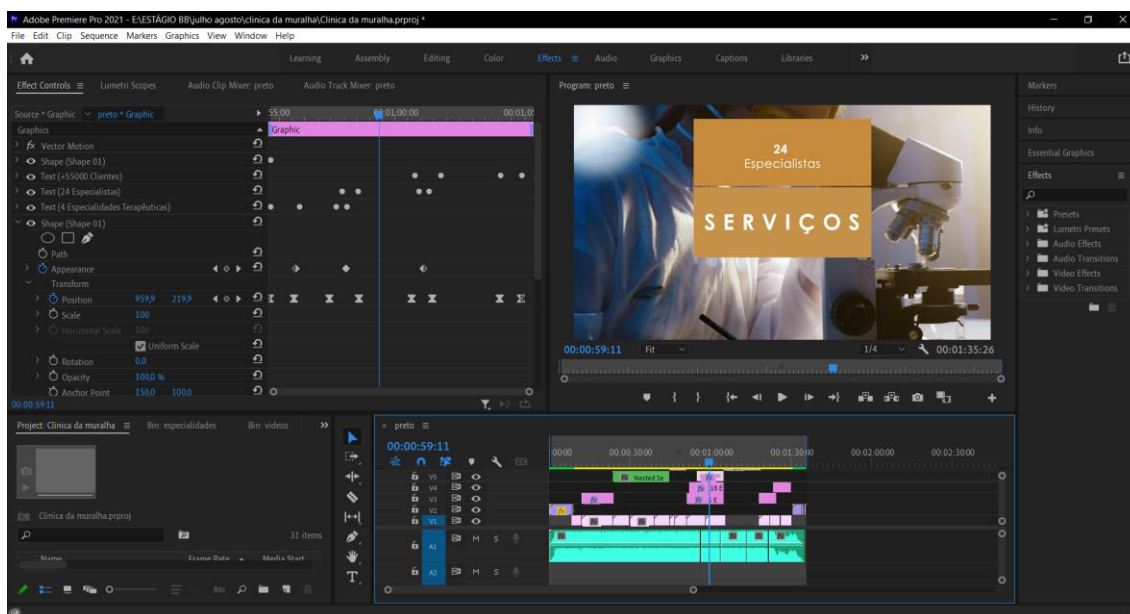 Adobe Premiere Pro 2021 - E:\ESTÁGIO BB\julho agosto\clinica da muralha\Clinica da muralha.prproj *
File Edit Clip Sequence Markers Graphics View Window Help
Learning Assembly Editing Color Effects Audio Graphics Captions Libraries
Effect Controls Lumetri Scopes Audio Clip Mixer: preto Audio Track Mixer: preto
Source * Graphic preto * Graphic
55:00 00:01:00:00
Graphics
Graphic
fx Vector Motion
Shape (Shape 01)
Text (+55000 Clientes)
Text (24 Especialistas)
Text (4 Especialidades Terapêuticas)
Shape (Shape 01)
Path
Appearance
Transform
Position 959,9 219,9
Scale 100
Horizontal Scale 100
Uniform Scale
Rotation 0,0
Opacity 100,0 %
Anchor Point 150,0 100,0
00:00:59:11
Program: preto
24
Especialistas
SERVIÇOS
00:00:59:11 Fit 1/4 00:01:35:26
Markers
History
Info
Essential Graphics
Effects
Presets
Lumetri Presets
Audio Effects
Audio Transitions
Video Effects
Video Transitions
Project: Clinica da muralha Bin: especialidades Bin: videos
Clinica da muralha.prproj
31 items
Name Frame Rate Media Start
preto
00:00:59:11
:00:00 00:00:30:00 00:01:00:00 00:01:30:00 00:02:00:00 00:02:30:00
V5
Nested Se
V4
V3
V2
V1
A1 M S
A2 M S